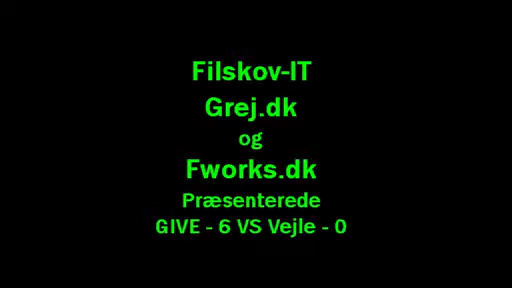 Filskov-IT
Grej.dk
og
Fworks.dk
Præsenterede
GIVE - 6 VS Vejle - 0